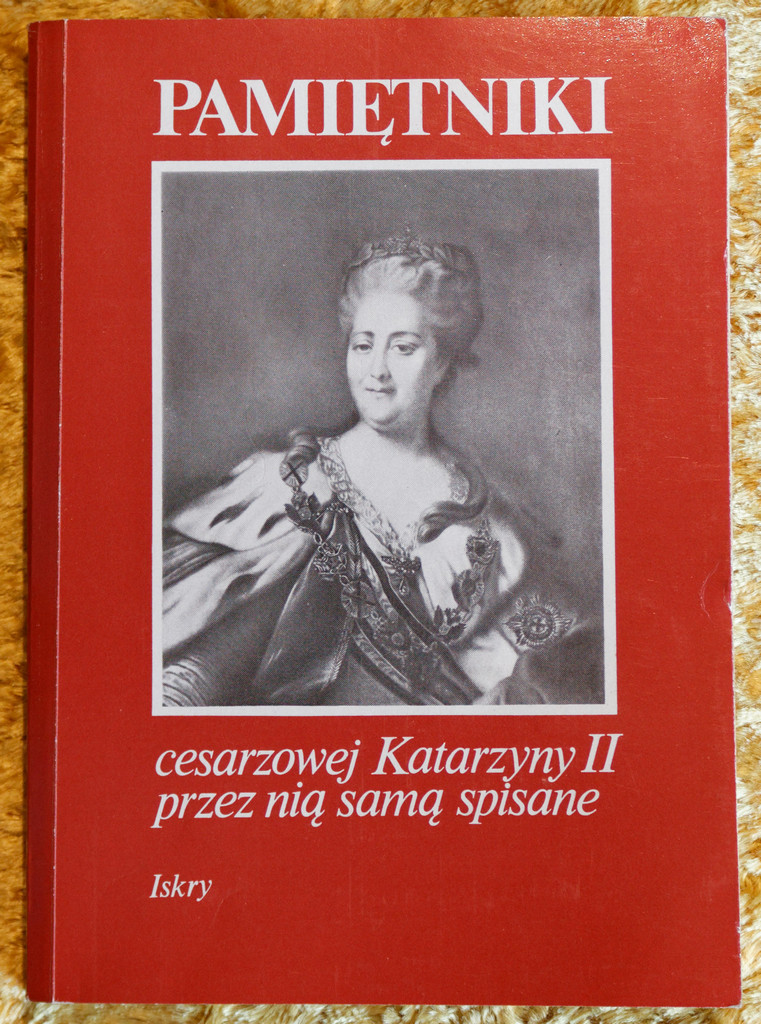 PAMIĘTNIKI
cesarzowej Katarzyny II
przez nią samą spisane
Iskry